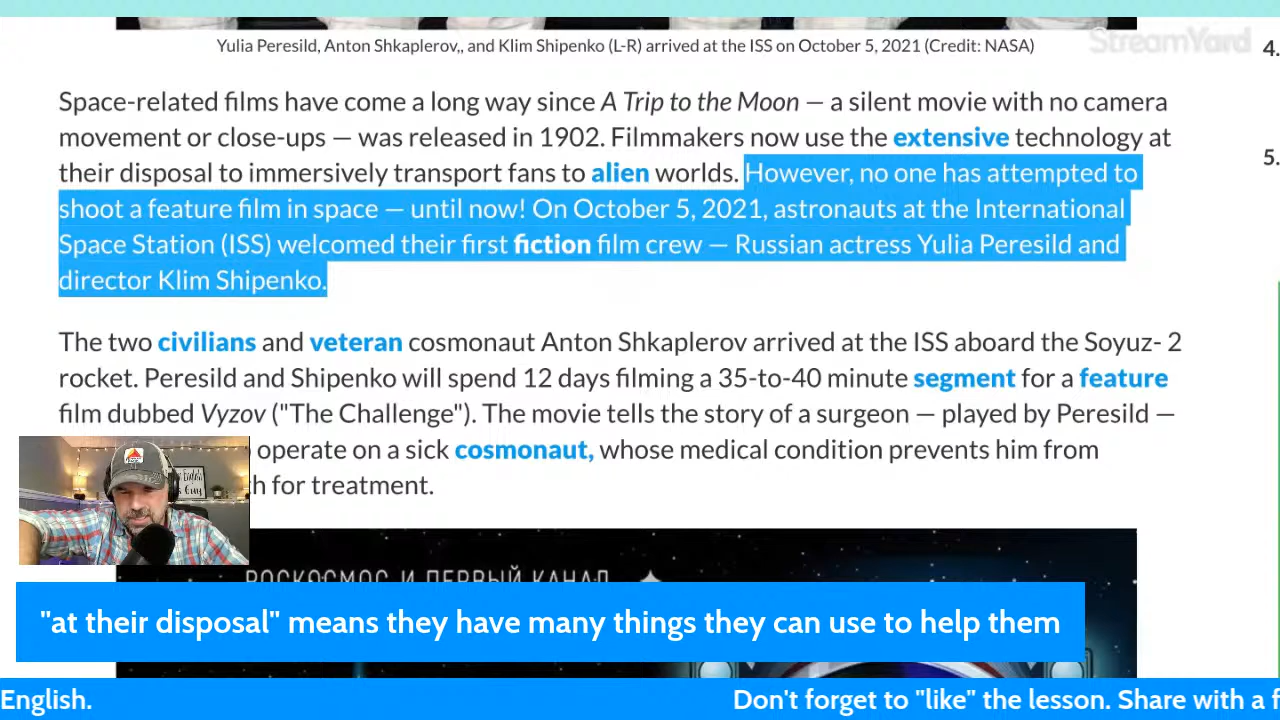 Yulia Peresild, Anton Shkaplerov,, and Klim Shipenko (L-R) arrived at the ISS on October 5, 2021 (Credit: NASA)
StreamYard
4.
Space-related films have come a long way since A Trip to the Moon — a silent movie with no camera
movement or close-ups — was released in 1902. Filmmakers now use the extensive technology at
5.
their disposal to immersively transport fans to alien worlds. However, no one has attempted to
shoot a feature film in space — until now! On October 5, 2021, astronauts at the International
Space Station (ISS) welcomed their first fiction film crew — Russian actress Yulia Peresild and
director Klim Shipenko.
The two civilians and veteran cosmonaut Anton Shkaplerov arrived at the ISS aboard the Soyuz- 2
rocket. Peresild and Shipenko will spend 12 days filming a 35-to-40 minute segment for a feature
film dubbed Vyzov ("The Challenge"). The movie tells the story of a surgeon — played by Peresild —
operate on a sick cosmonaut, whose medical condition prevents him from
h for treatment.
Guy
РОСКОСМОС И ПЕРВЫЙ КАНАЛ
"at their disposal" means they have many things they can use to help them
English.
Don't forget to "like" the lesson. Share with a f